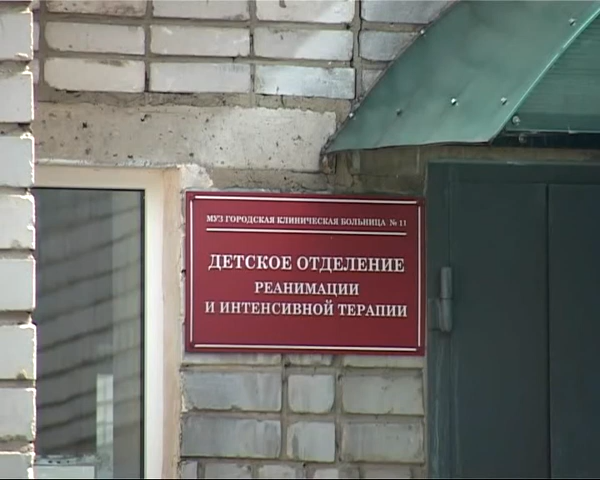 МУЗ ГОРОДСКАЯ КЛИНИЧЕСКАЯ БОЛЬНИЦА № 11
ДЕТСКОЕ ОТДЕЛЕНИЕ
РЕАНИМАЦИИ
И ИНТЕНСИВНОЙ ТЕРАПИИ